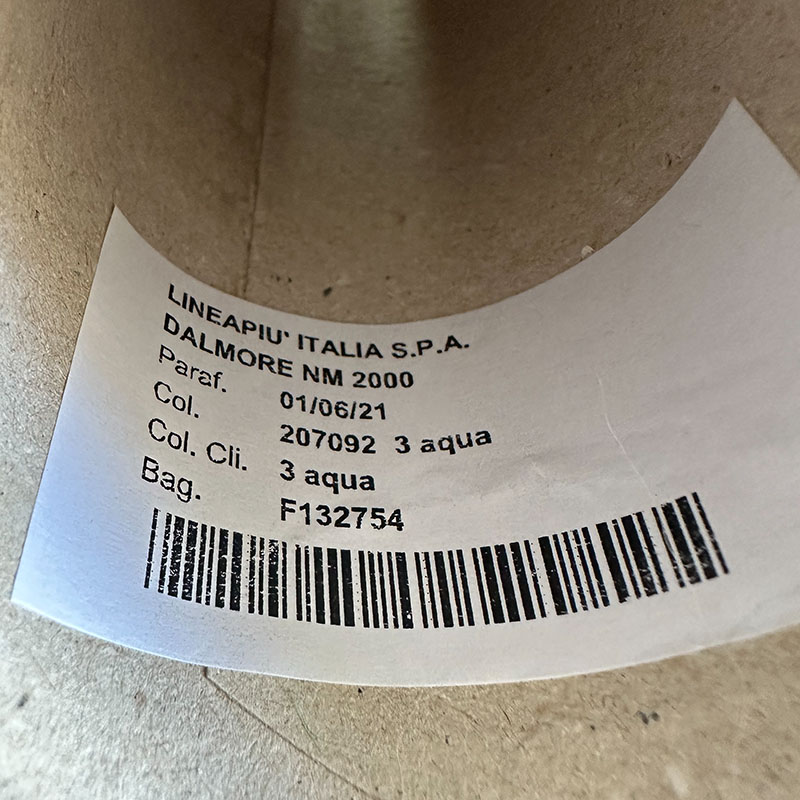 LINEAPIU' ITALIA S.P.A.
DALMORE NM 2000
Paraf. 01/06/21
Col. 207092 3 aqua
Col. Cli. 3 aqua
Bag. F132754